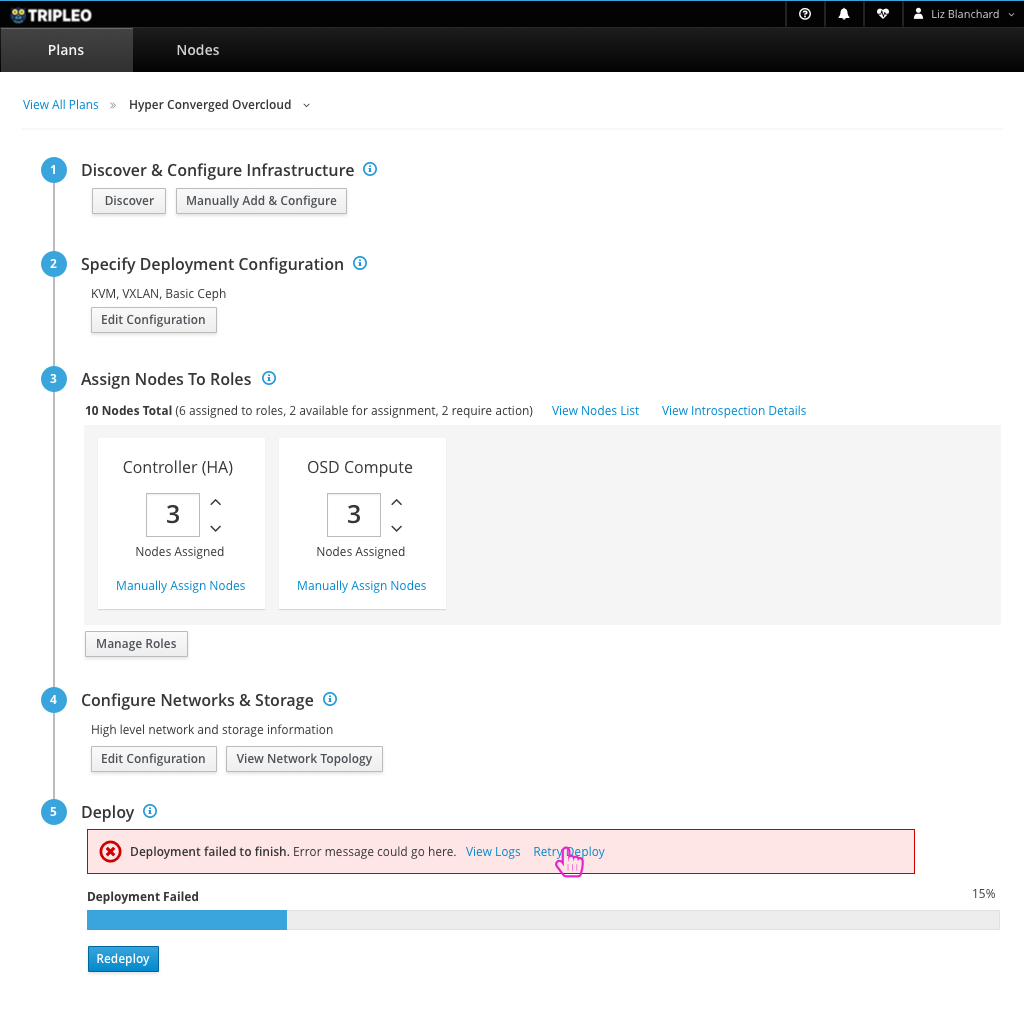 TRIPLEO
Liz Blanchard
Plans Nodes
View All Plans » Hyper Converged Overcloud
1 Discover & Configure Infrastructure
Discover Manually Add & Configure
2 Specify Deployment Configuration
KVM, VXLAN, Basic Ceph
Edit Configuration
3 Assign Nodes To Roles
10 Nodes Total (6 assigned to roles, 2 available for assignment, 2 require action) View Nodes List View Introspection Details
Controller (HA) OSD Compute
3 3
Nodes Assigned Nodes Assigned
Manually Assign Nodes Manually Assign Nodes
Manage Roles
4 Configure Networks & Storage
High level network and storage information
Edit Configuration View Network Topology
5 Deploy
Deployment failed to finish. Error message could go here. View Logs Retry Deploy
Deployment Failed 15%
Redeploy